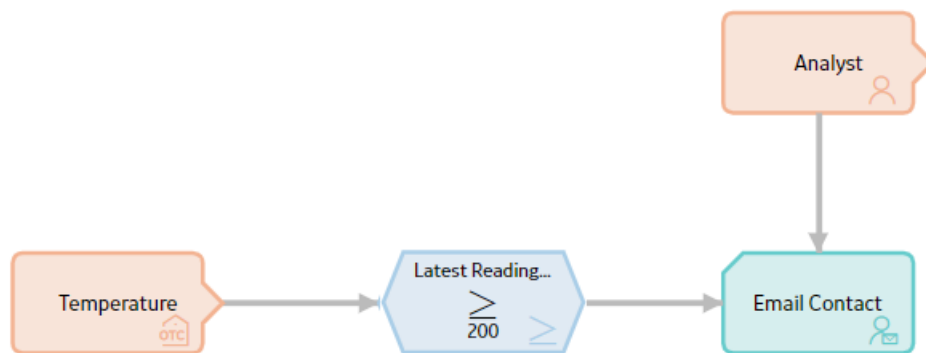 Analyst
Latest Reading...
≥
200
≥
Temperature
OTC
Email Contact